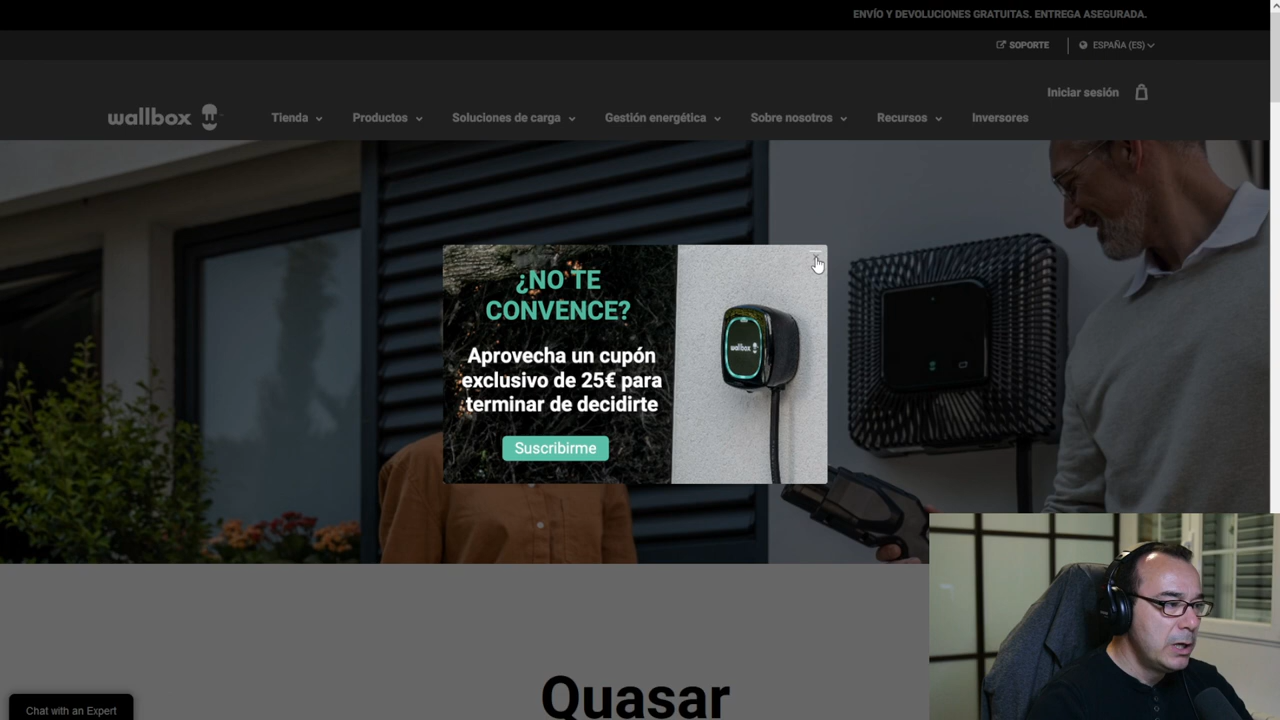 ENVÍO Y DEVOLUCIONES GRATUITAS. ENTREGA ASEGURADA.
SOPORTE
ESPAÑA (ES)
Iniciar sesión
wallbox
Tienda
Productos
Soluciones de carga
Gestión energética
Sobre nosotros
Recursos
Inversores
¿NO TE
CONVENCE?
Aprovecha un cupón
exclusivo de 25€ para
terminar de decidirte
Suscribirme
wallbox
Quasar
Chat with an Expert